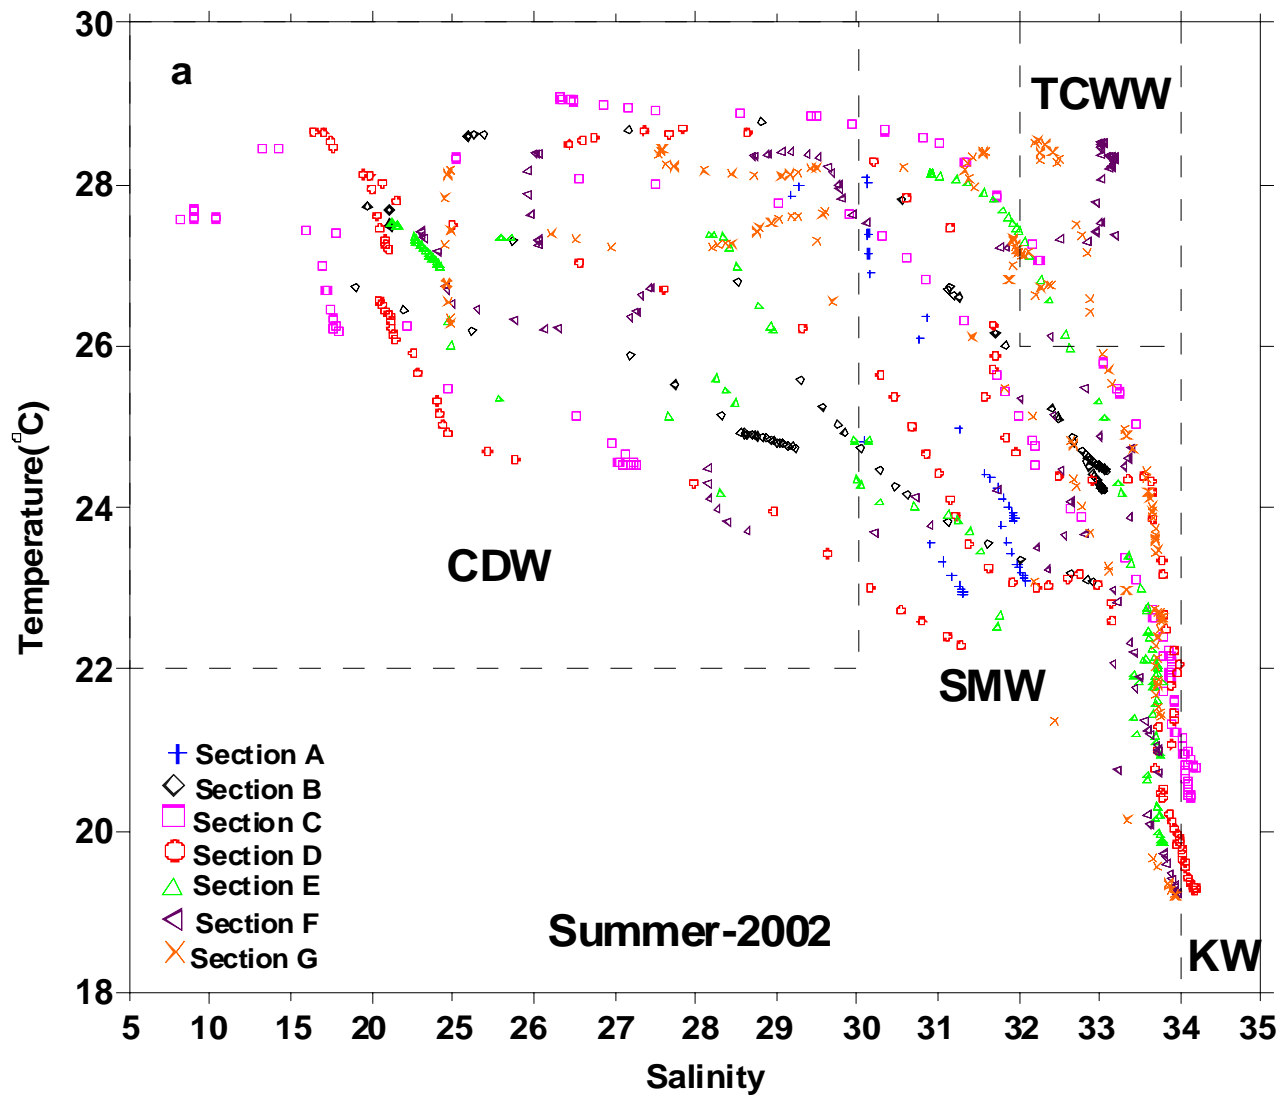 30
a
TCWW
28
26
Temperature(°C)
24
CDW
22
SMW
Section A
Section B
Section C
20
Section D
Section E
Section F
Summer-2002
Section G
KW
18
5 10 15 20 25 26 27 28 29 30 31 32 33 34 35
Salinity